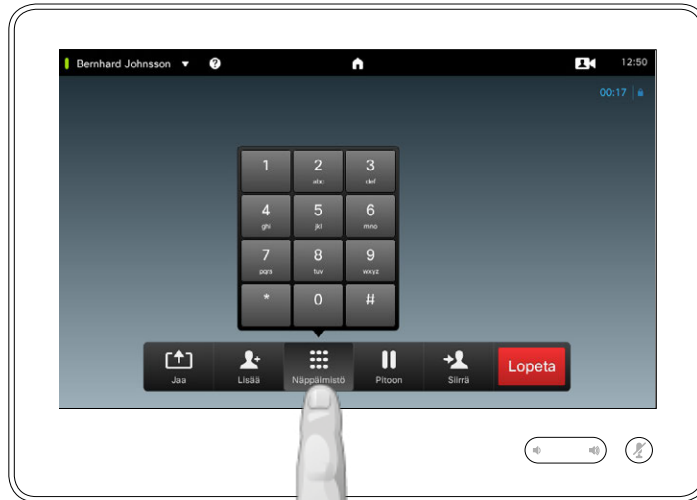 Bernhard Johnsson ? 12:50
00:17
1 2 3
abc def
4 5 6
ghi jkl mno
7 8 9
pqrs tuv wxyz
* 0 #
Jaa Lisää Näppäimistö Pitoon Siirrä Lopeta